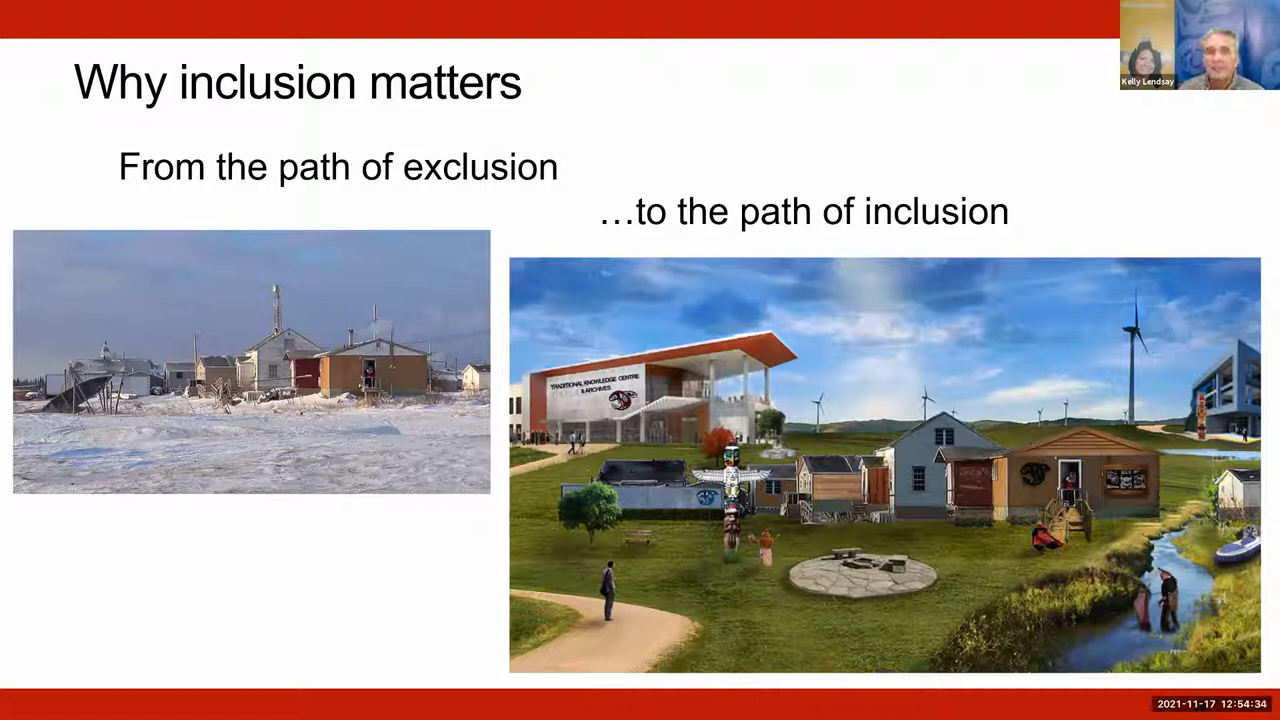 Why inclusion matters
Kelly Lendsay
From the path of exclusion
…to the path of inclusion
TRADITIONAL KNOWLEDGE CENTRE
& ARCHIVES
2021-11-17 12:54:34